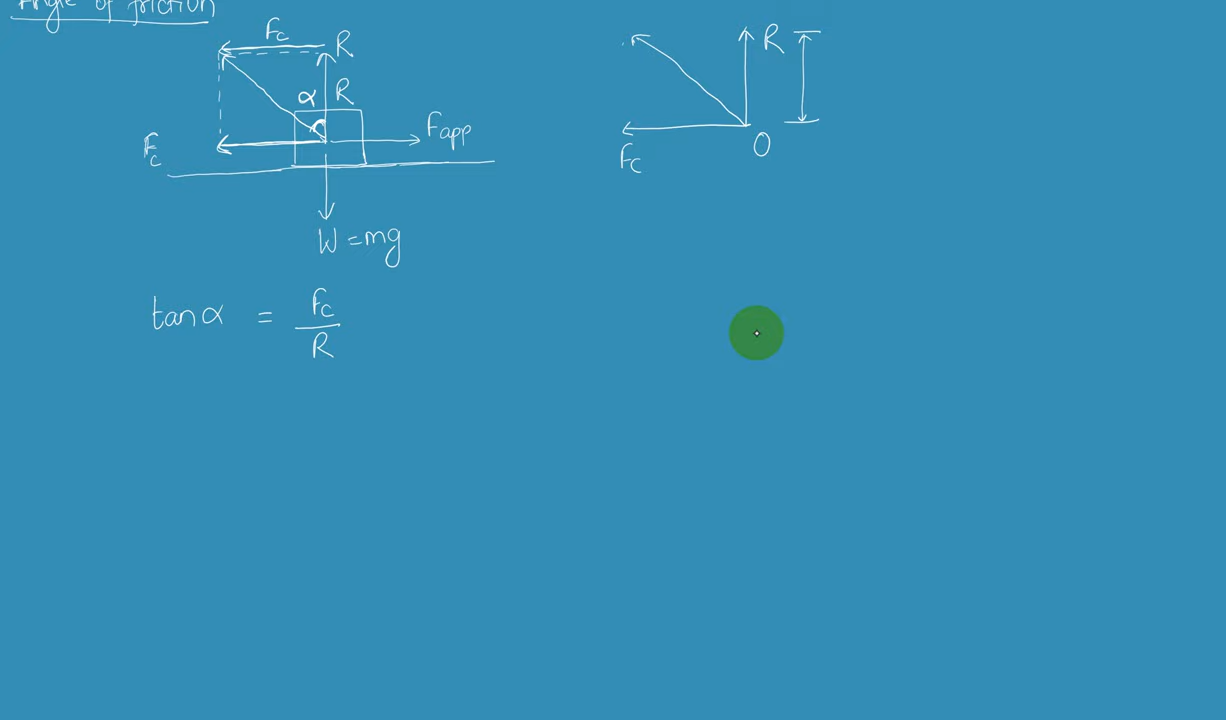 Angle of friction
Fc
R
R
α
R
Fapp
Fc
O
Fc
W = mg
tan α = Fc / R